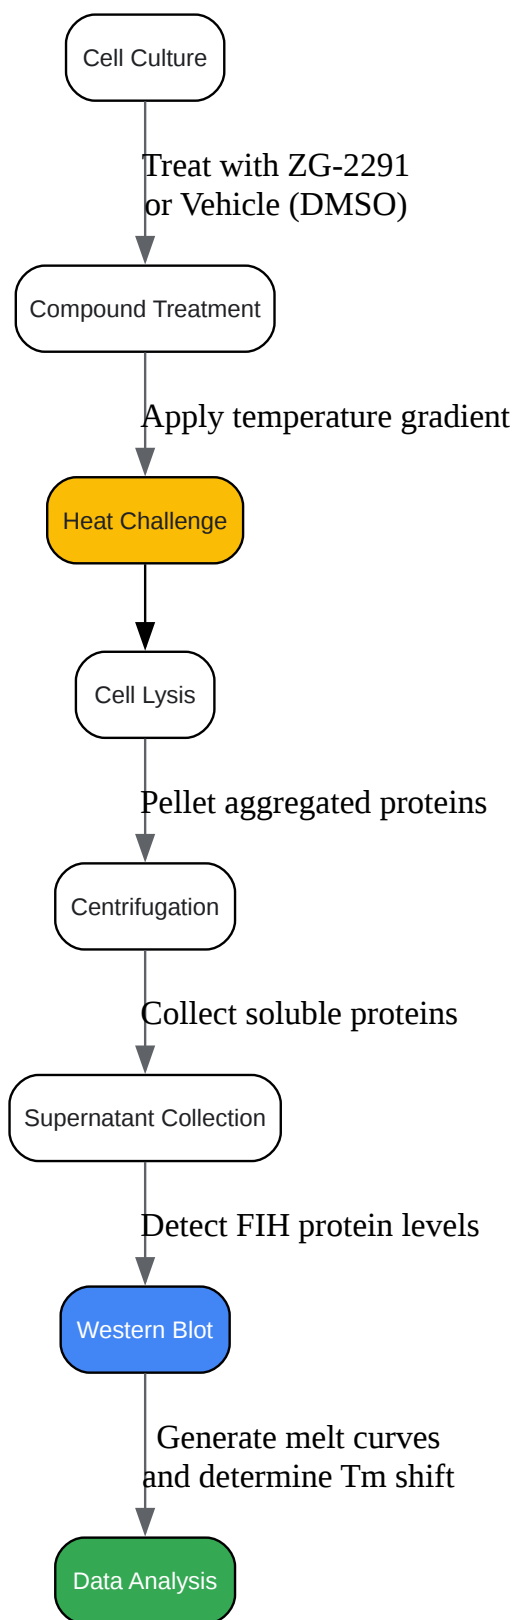 Cell Culture
Treat with ZG-2291
or Vehicle (DMSO)
Compound Treatment
Apply temperature gradient
Heat Challenge
Cell Lysis
Pellet aggregated proteins
Centrifugation
Collect soluble proteins
Supernatant Collection
Detect FIH protein levels
Western Blot
Generate melt curves
and determine Tm shift
Data Analysis